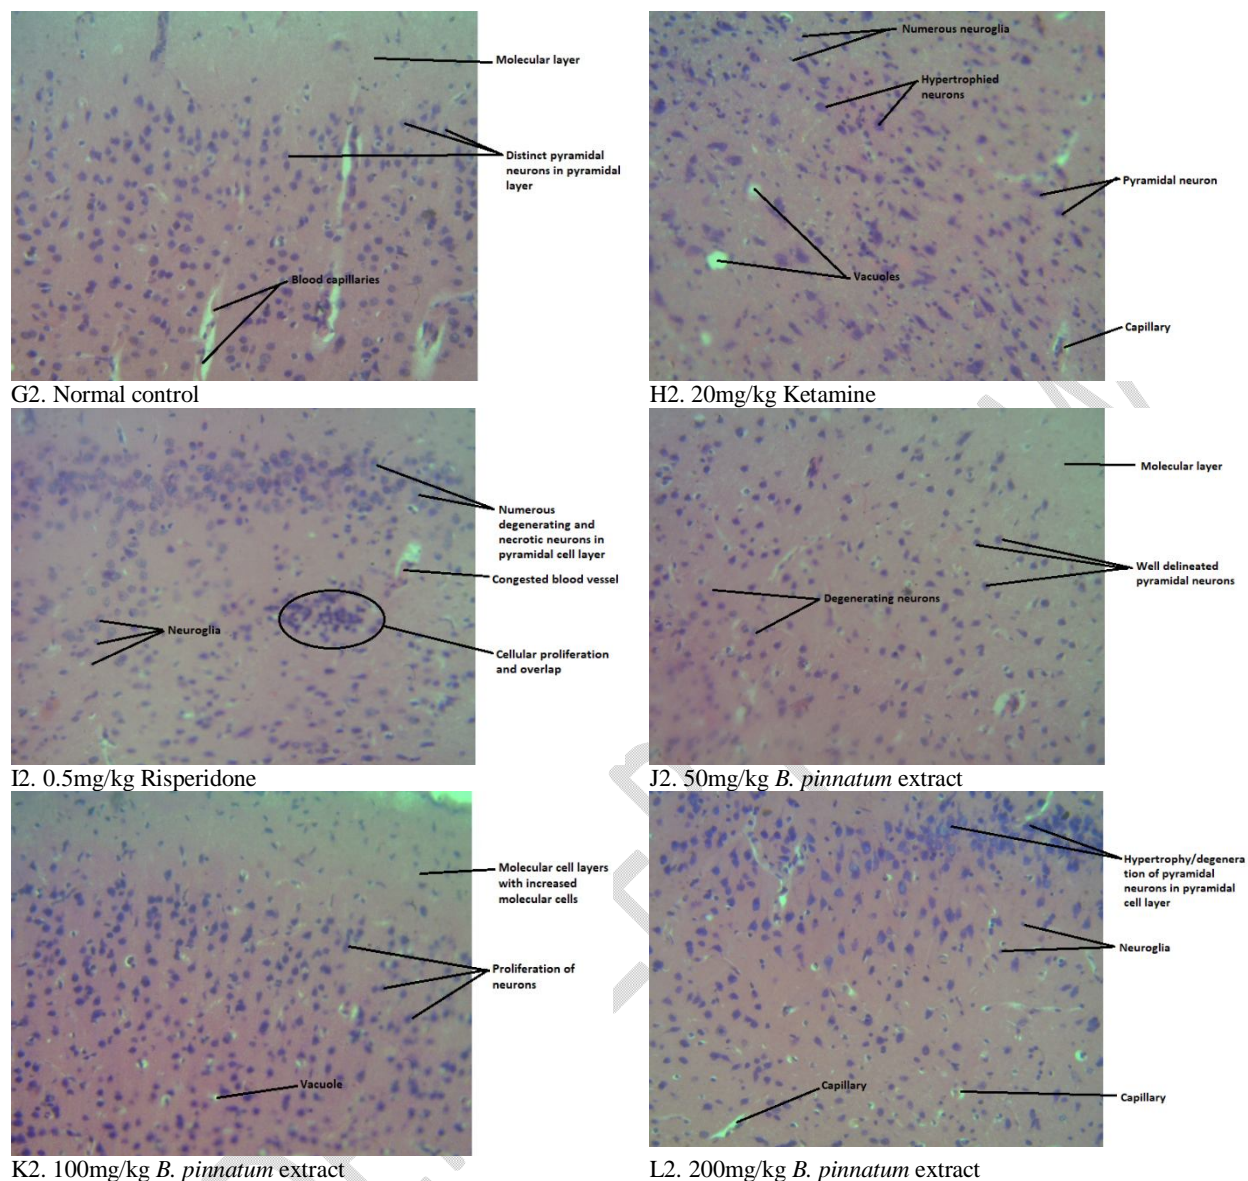 Molecular layer
Distinct pyramidal
neurons in pyramidal
layer
Blood capillaries
G2. Normal control
Numerous neuroglia
Hypertrophied
neurons
Pyramidal neuron
Vacuoles
Capillary
H2. 20mg/kg Ketamine
Numerous
degenerating and
necrotic neurons in
pyramidal cell layer
Congested blood vessel
Neuroglia
Cellular proliferation
and overlap
I2. 0.5mg/kg Risperidone
Molecular layer
Well delineated
pyramidal neurons
Degenerating neurons
J2. 50mg/kg B. pinnatum extract
Molecular cell layers
with increased
molecular cells
Proliferation of
neurons
Vacuole
K2. 100mg/kg B. pinnatum extract
Hypertrophy/degenera
tion of pyramidal
neurons in pyramidal
cell layer
Neuroglia
Capillary
Capillary
L2. 200mg/kg B. pinnatum extract